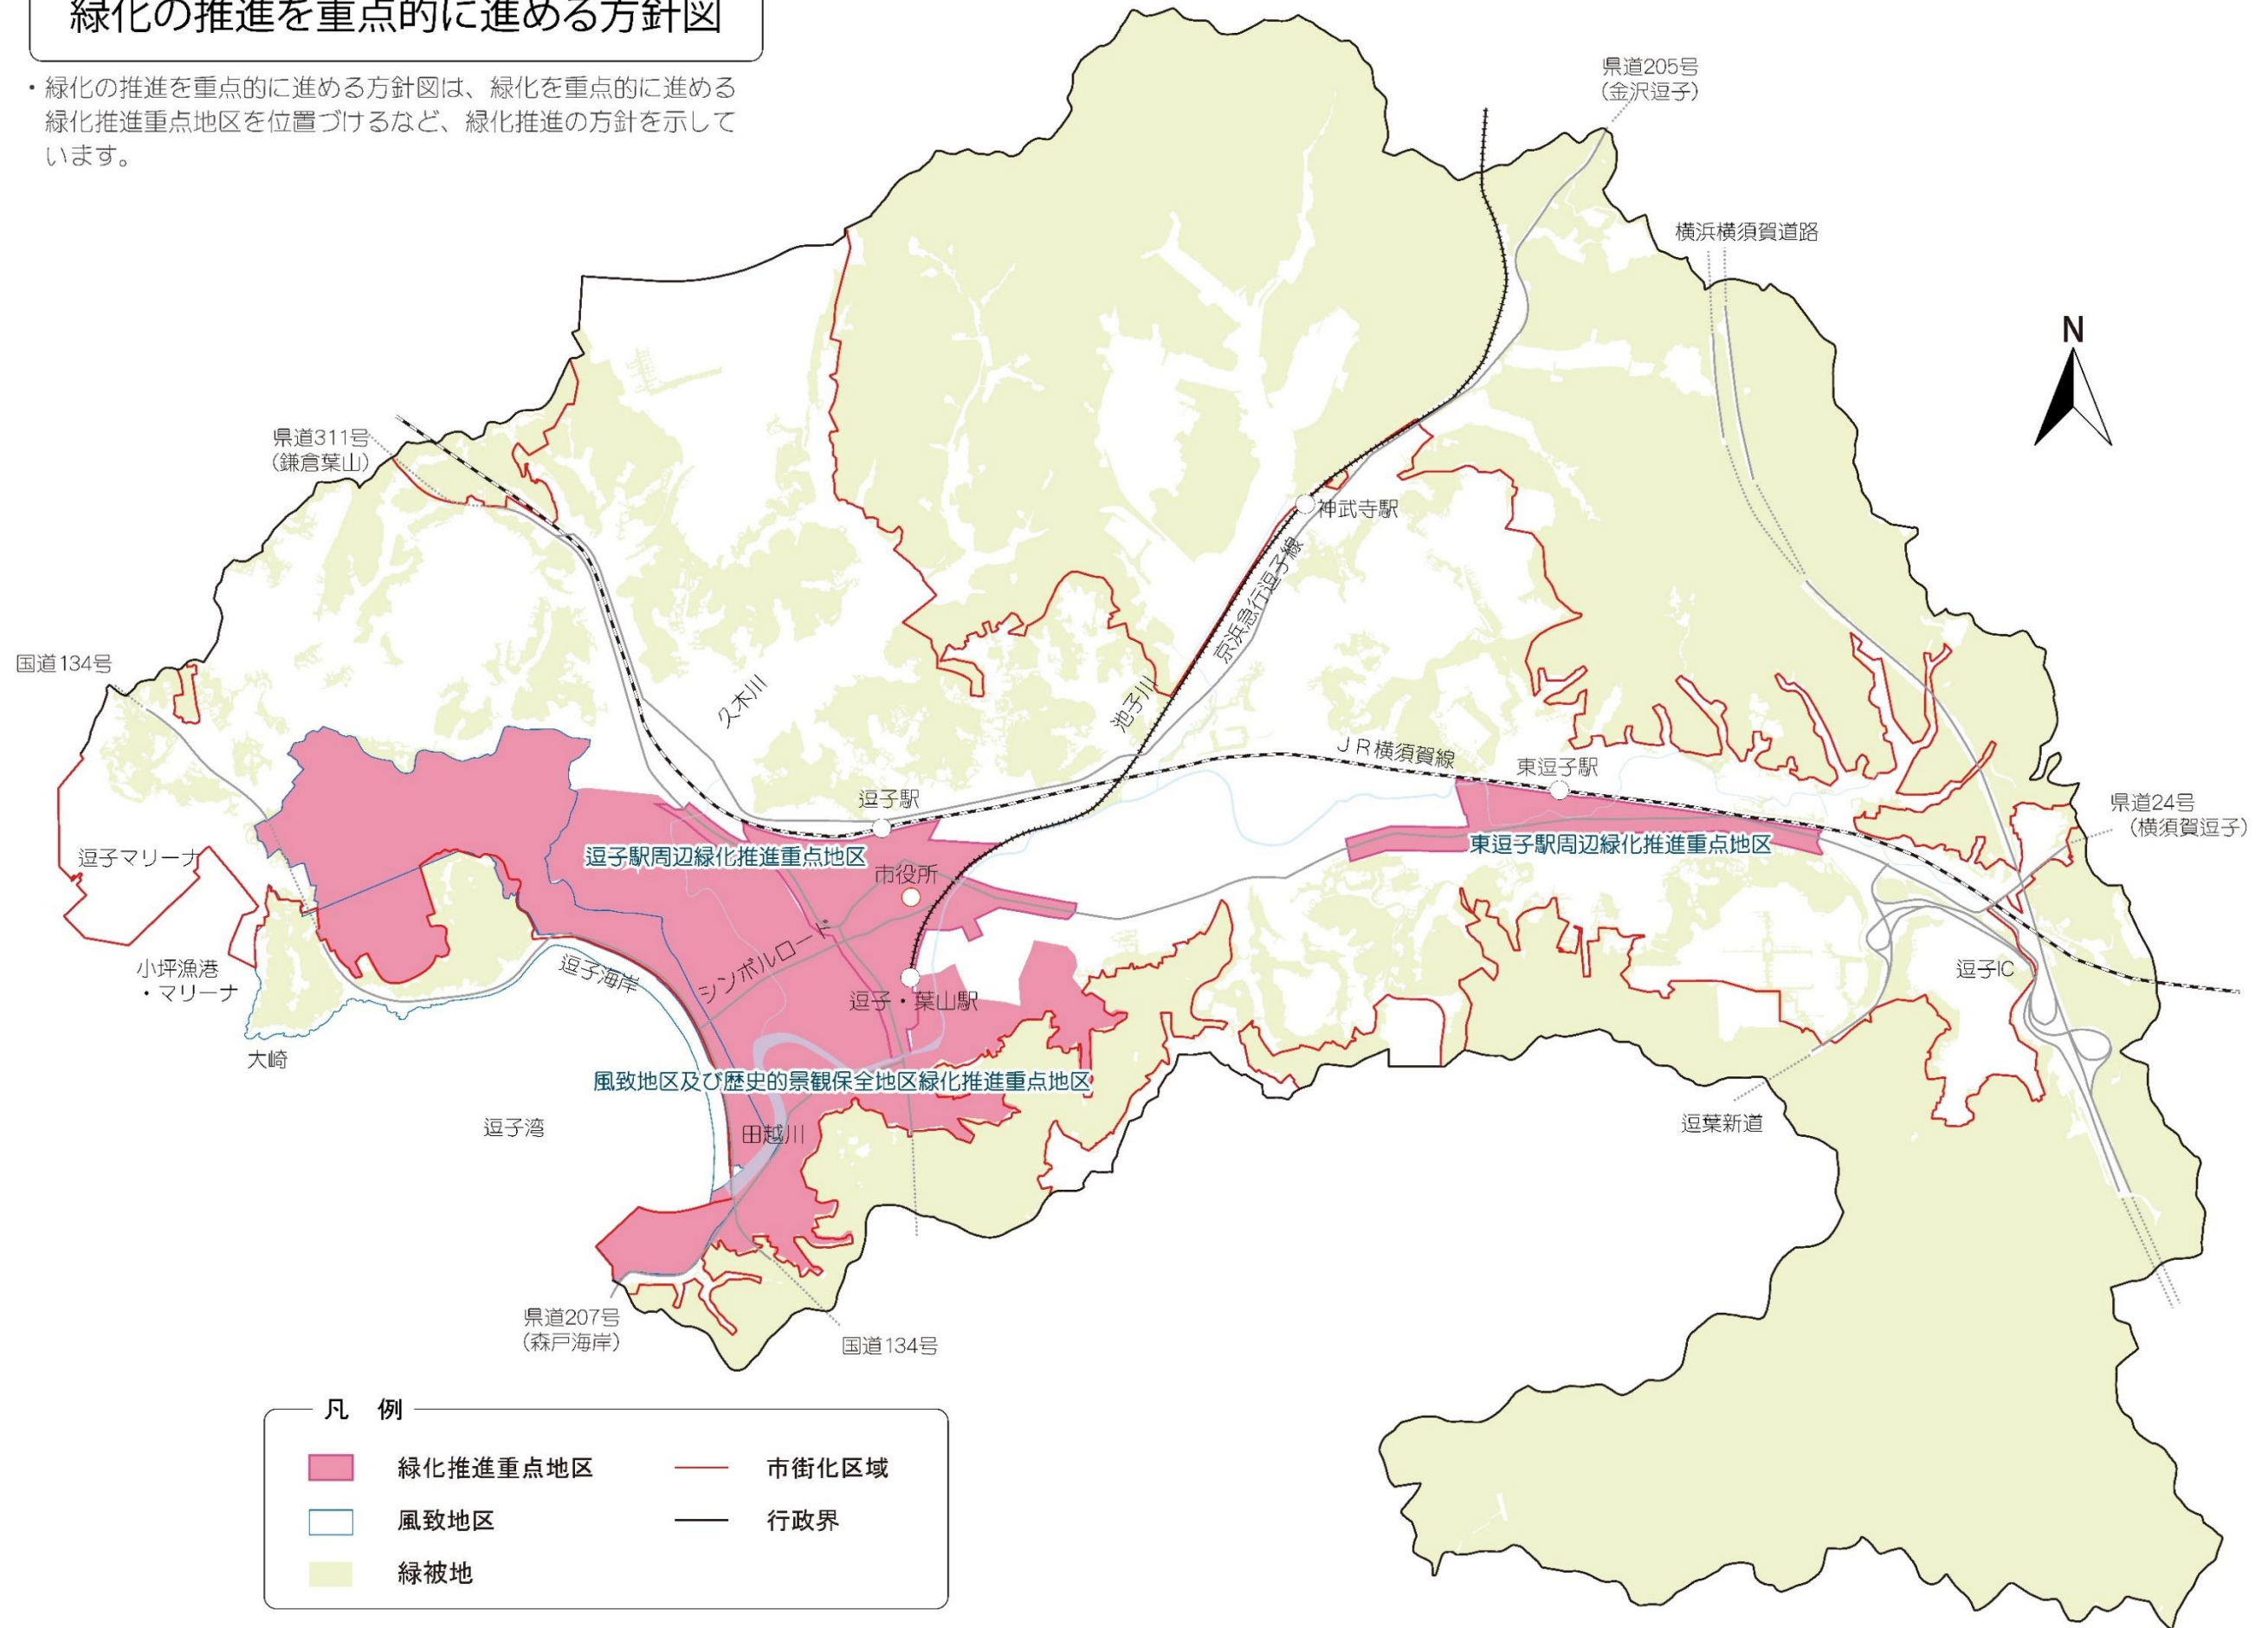 緑化の推進を重点的に進める方針図
・緑化の推進を重点的に進める方針図は、緑化を重点的に進める
緑化推進重点地区を位置づけるなど、緑化推進の方針を示して
います。
県道205号
（金沢逗子）
横浜横須賀道路
N
県道311号
（鎌倉葉山）
神武寺駅
京浜急行逗子線
国道134号
久木川
池子川
JR横須賀線
東逗子駅
逗子駅
県道24号
（横須賀逗子）
逗子マリーナ
逗子駅周辺緑化推進重点地区
東逗子駅周辺緑化推進重点地区
市役所
シンボルロード
小坪漁港
・マリーナ
逗子海岸
逗子IC
逗子・葉山駅
大崎
風致地区及び歴史的景観保全地区緑化推進重点地区
逗子湾
田越川
逗葉新道
県道207号
（森戸海岸）
国道134号
凡 例
緑化推進重点地区
市街化区域
風致地区
行政界
緑被地